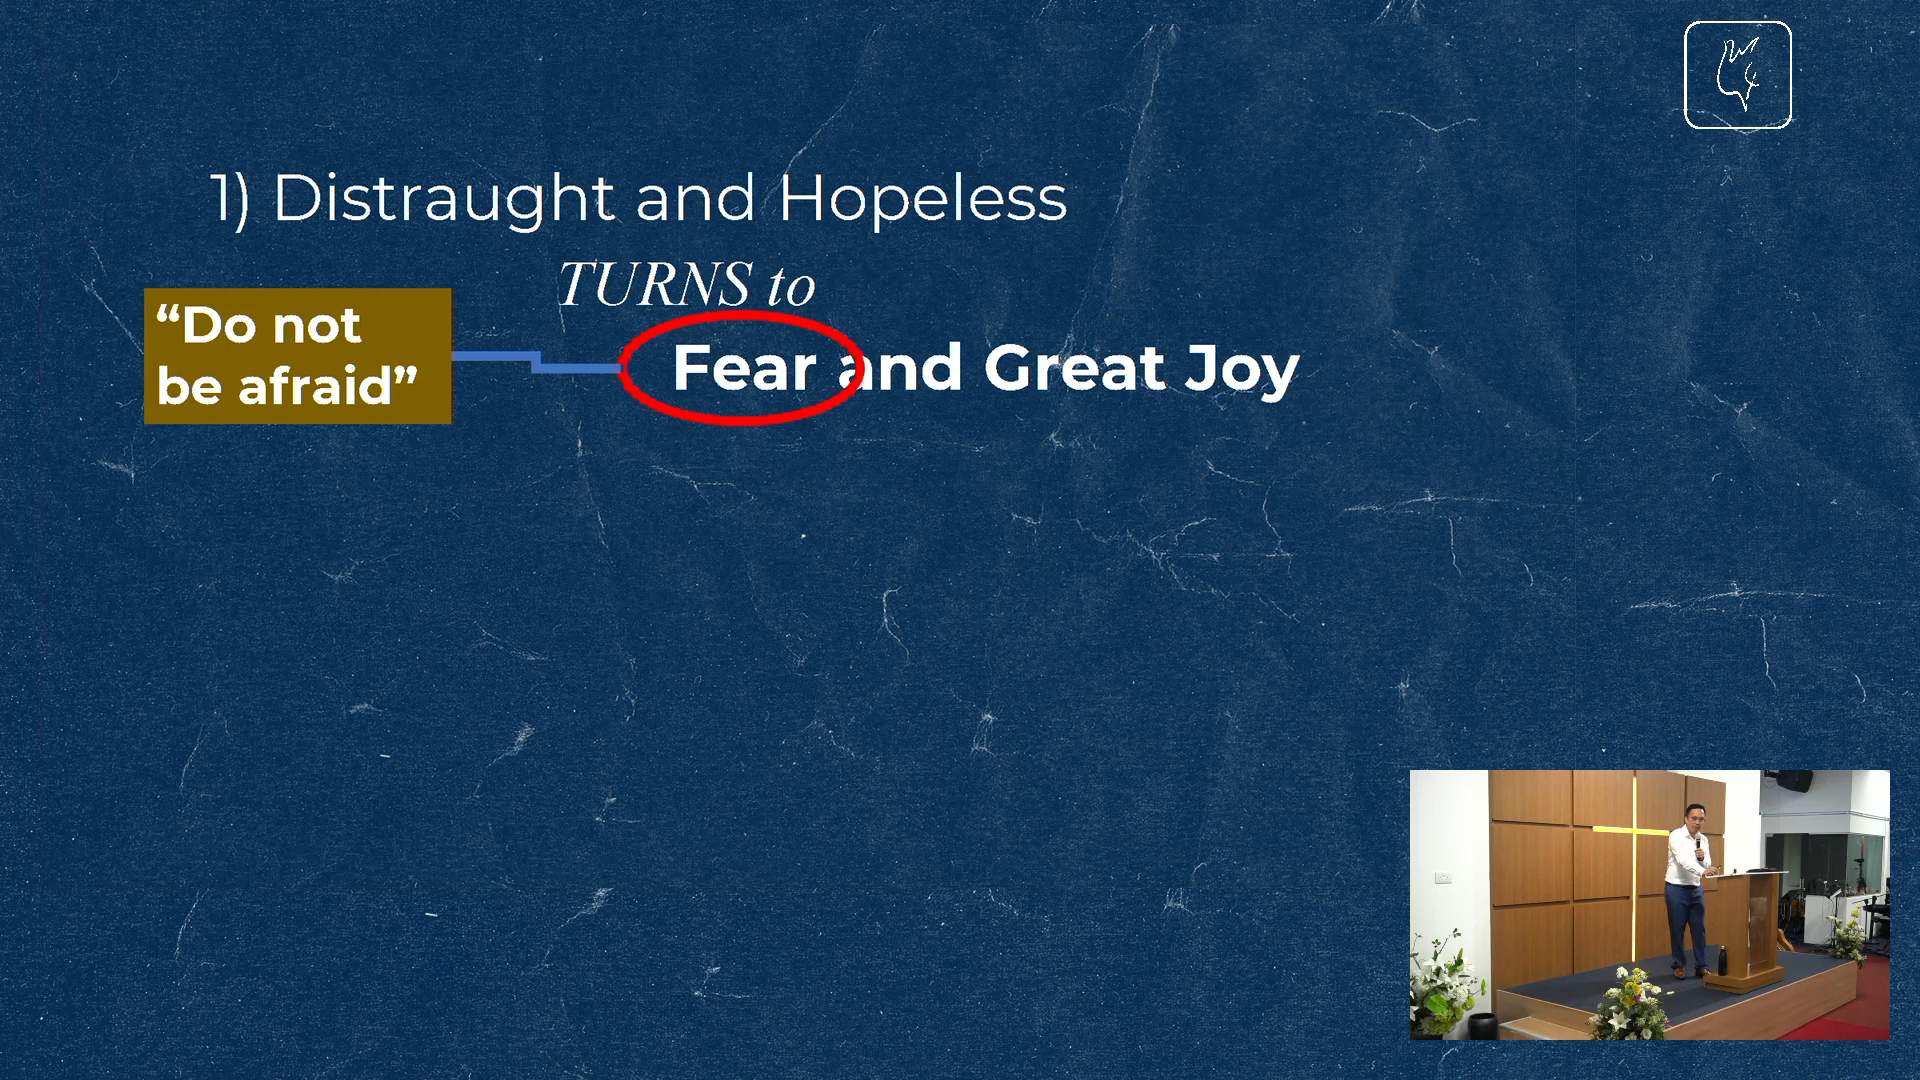 1) Distraught and Hopeless
TURNS to
“Do not
be afraid”
Fear and Great Joy